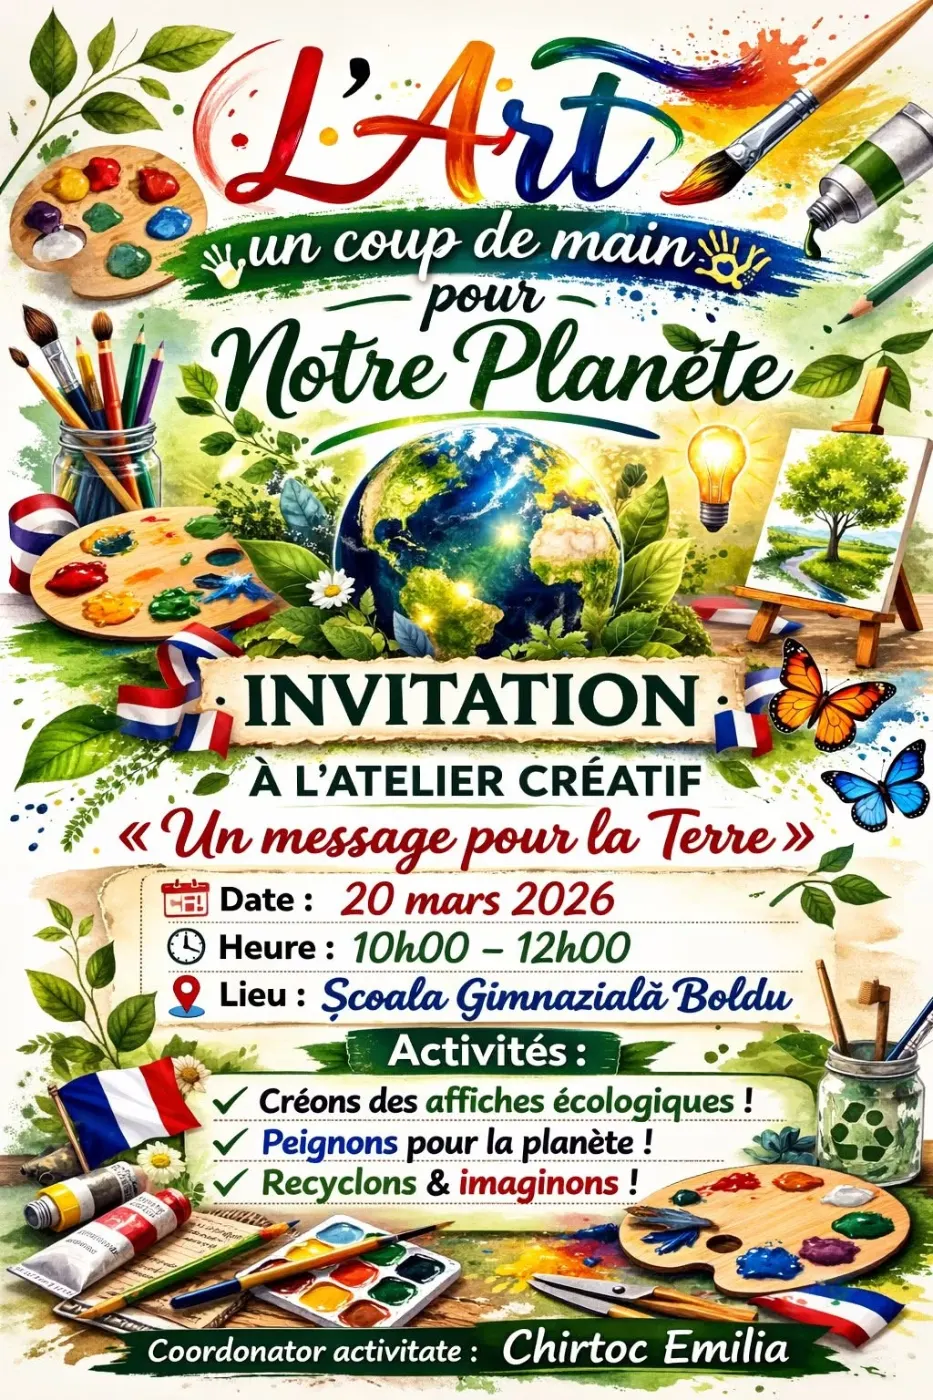 L'Art
un coup de main
pour
Notre Planète
INVITATION
À L'ATELIER CRÉATIF
« Un message pour la Terre »
Date : 20 mars 2026
Heure : 10h00 – 12h00
Lieu : Școala Gimnazială Boldu
Activités :
Créons des affiches écologiques !
Peignons pour la planète !
Recyclons & imaginons !
Coordonator activitate : Chirtoc Emilia